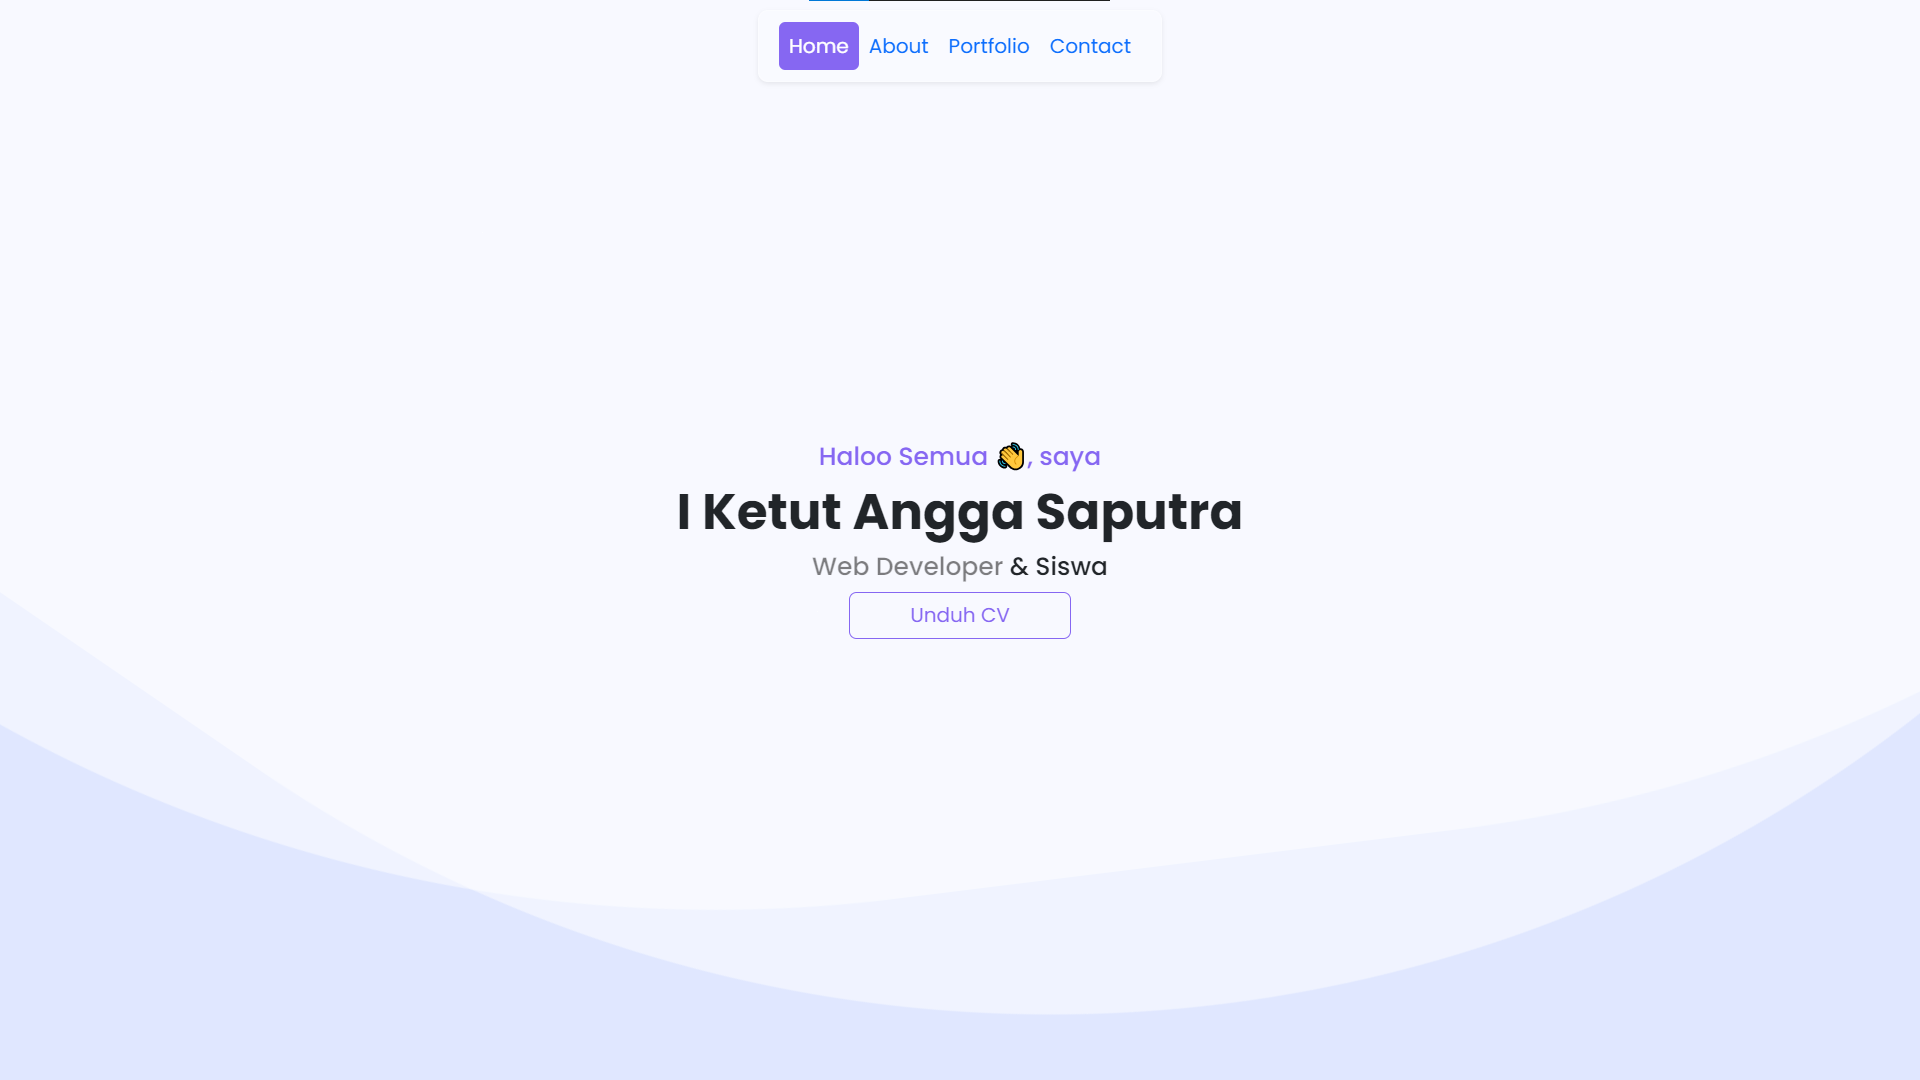 Home About Portfolio Contact
Haloo Semua 👋, saya
I Ketut Angga Saputra
Web Developer & Siswa
Unduh CV